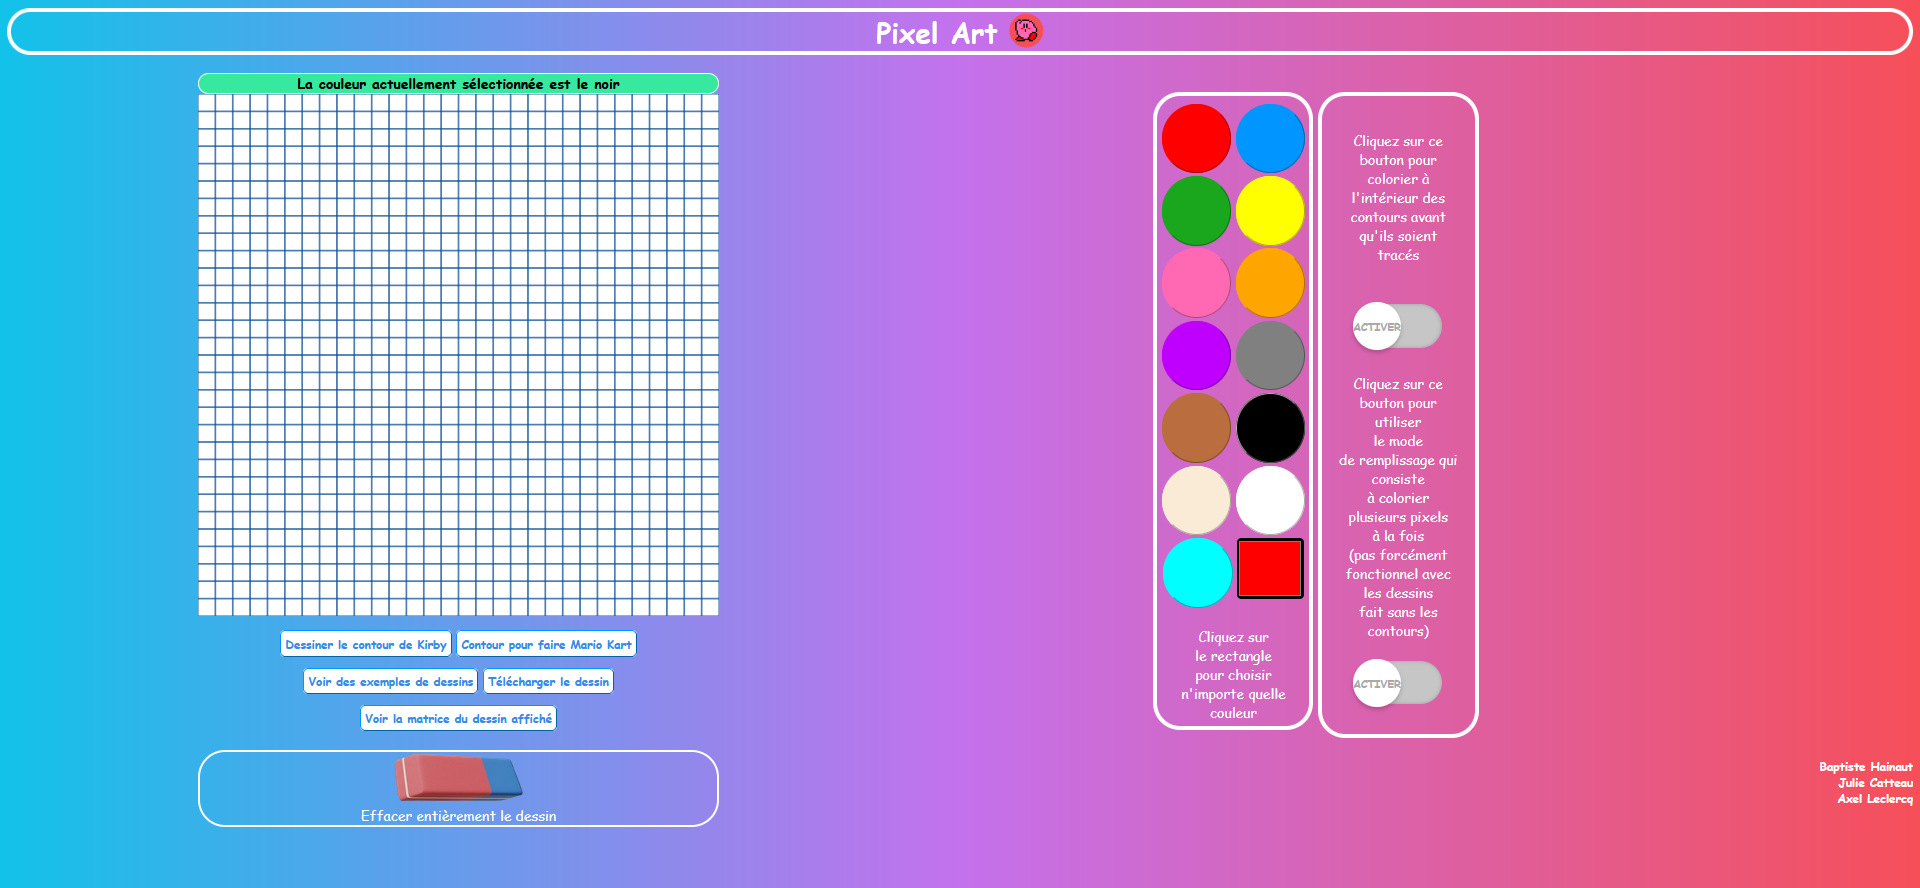 Pixel Art
La couleur actuellement sélectionnée est le noir
Dessiner le contour de Kirby
Contour pour faire Mario Kart
Voir des exemples de dessins
Télécharger le dessin
Voir la matrice du dessin affiché
Effacer entièrement le dessin
Cliquez sur
le rectangle
pour choisir
n'importe quelle
couleur
Cliquez sur ce
bouton pour
colorier à
l'intérieur des
contours avant
qu'ils soient
tracés
ACTIVER
Cliquez sur ce
bouton pour
utiliser
le mode
de remplissage qui
consiste
à colorier
plusieurs pixels
à la fois
(pas forcément
fonctionnel avec
les dessins
fait sans les
contours)
ACTIVER
Baptiste Hainaut
Julie Catteau
Axel Leclercq